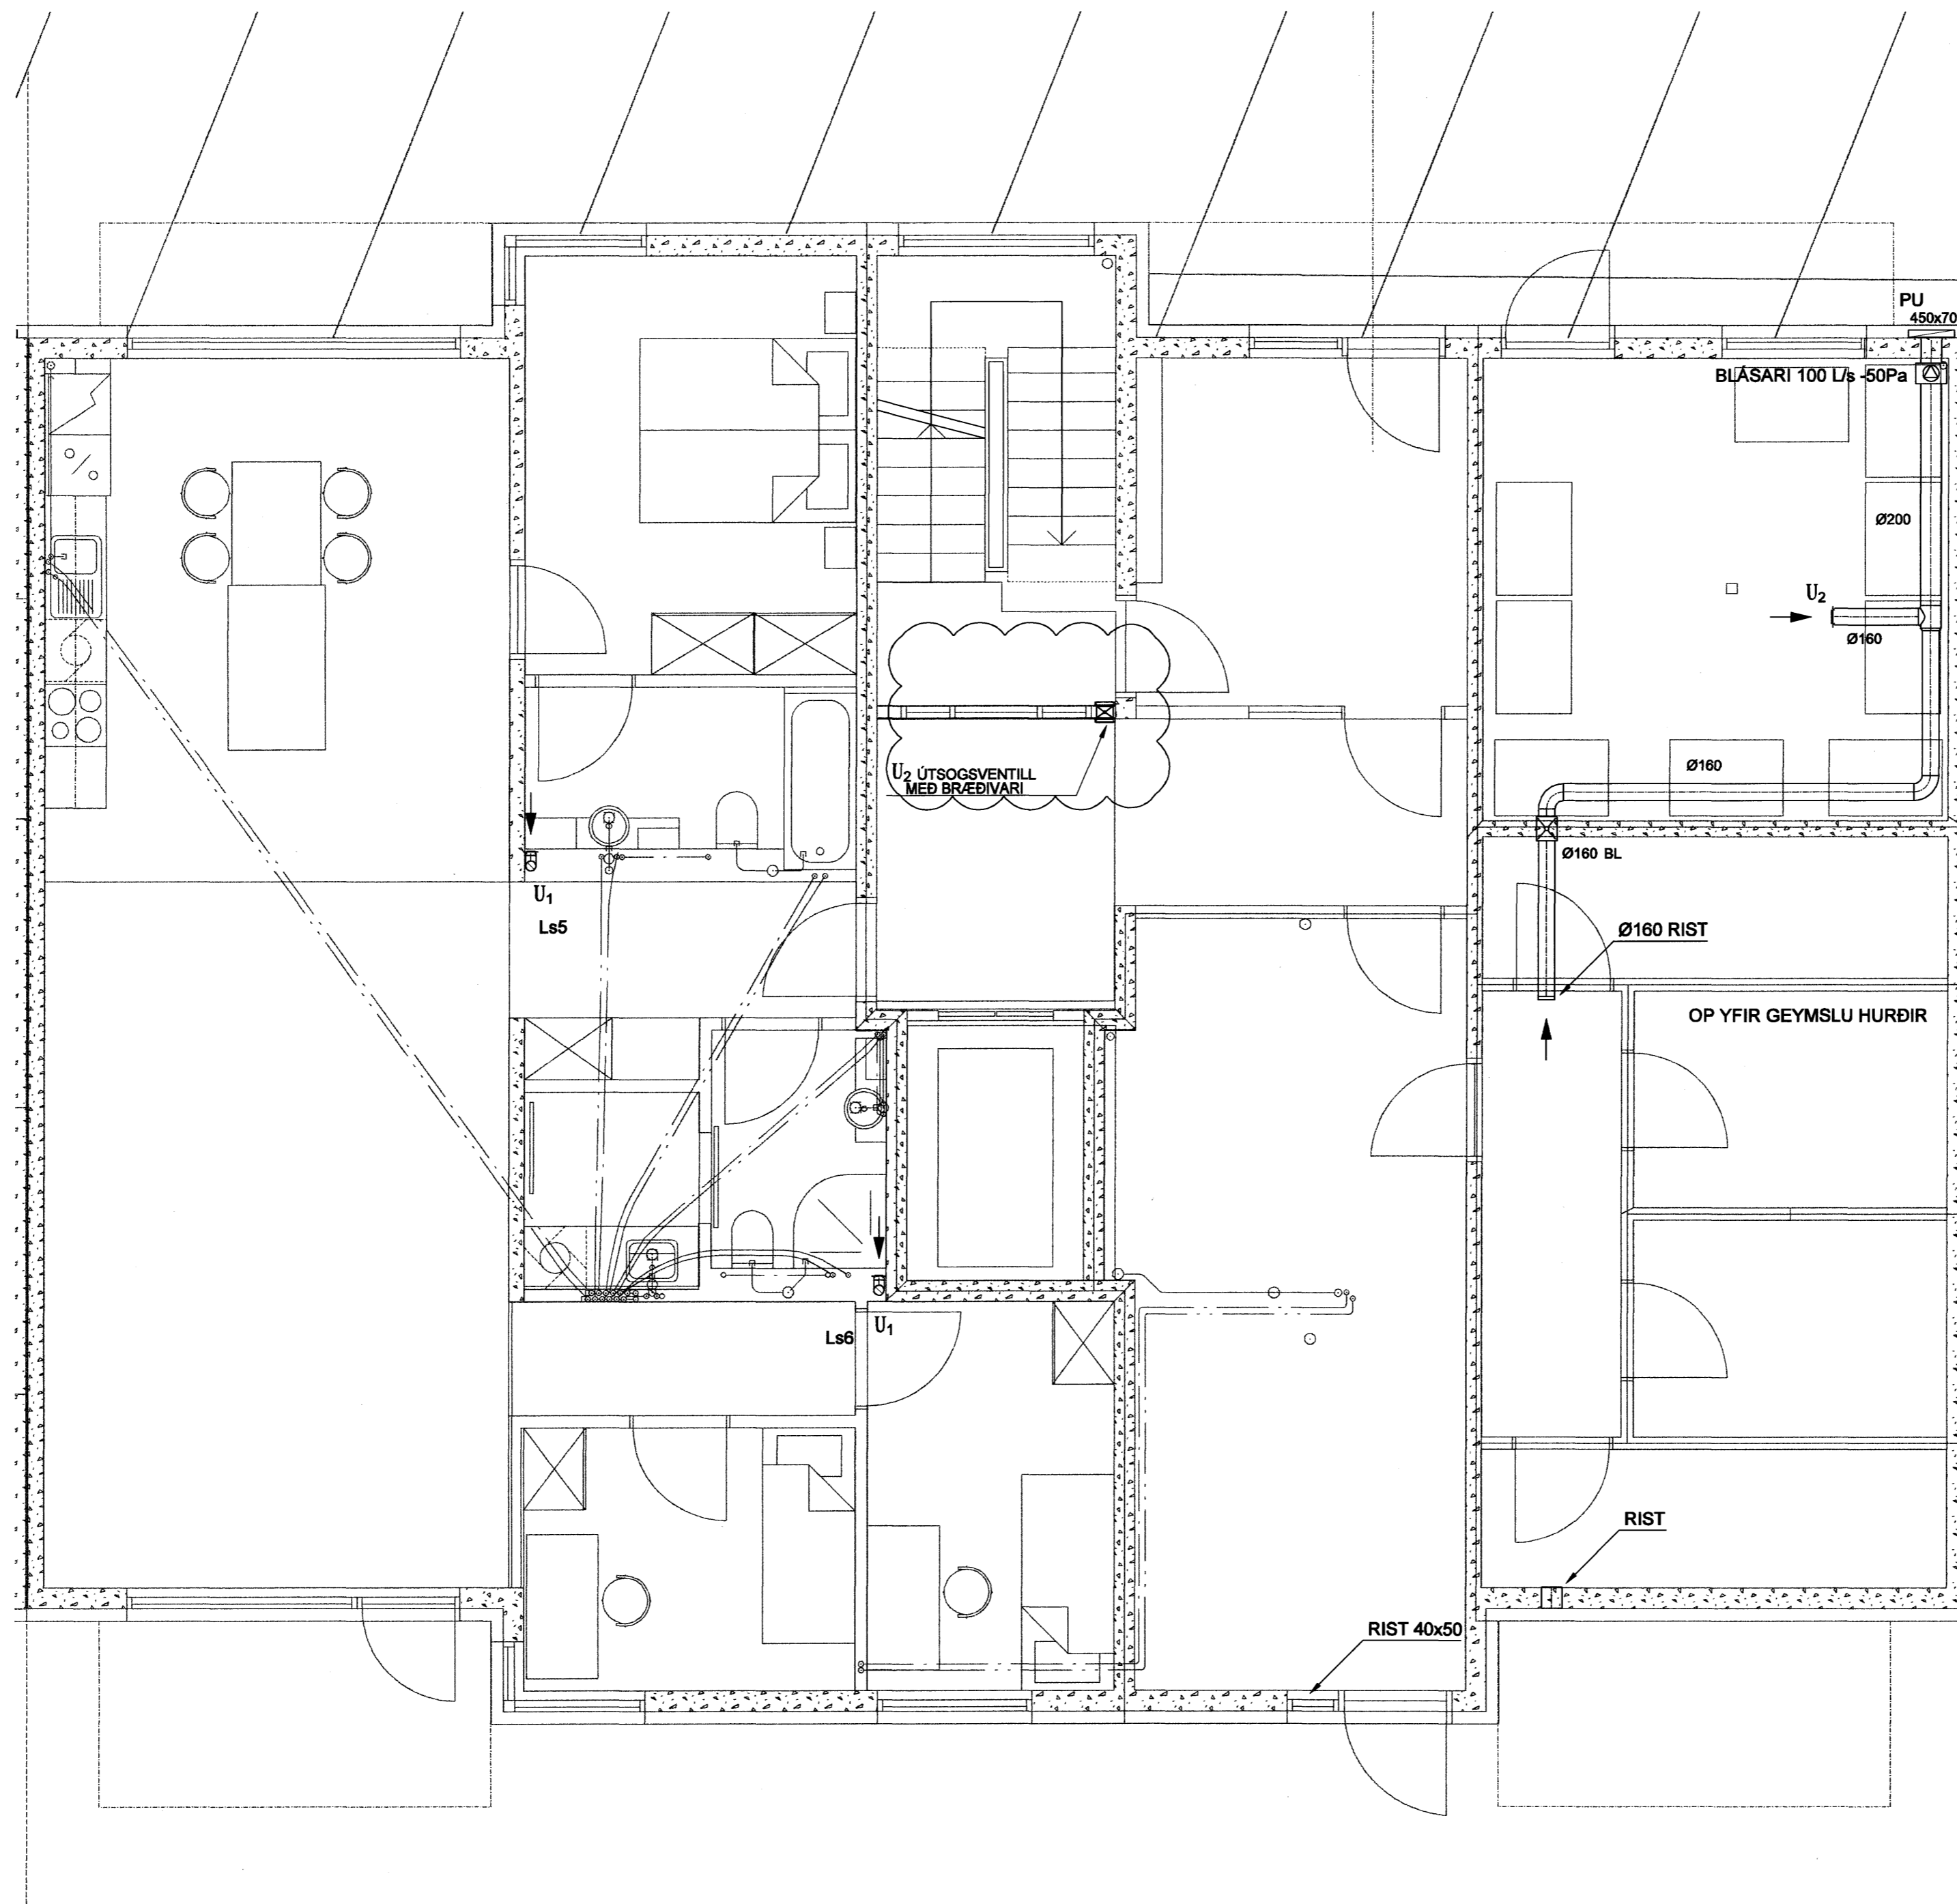 PU
450x70
BLÁSARI 100 L/s -50Pa
Ø200
U2
Ø160
U2 ÚTSOGSVENTILL
MEÐ BRÆÐIVARI
Ø160
Ø160 BL
U1
Ls5
Ø160 RIST
OP YFIR GEYMSLU HURÐIR
Ls6
U1
RIST
RIST 40x50